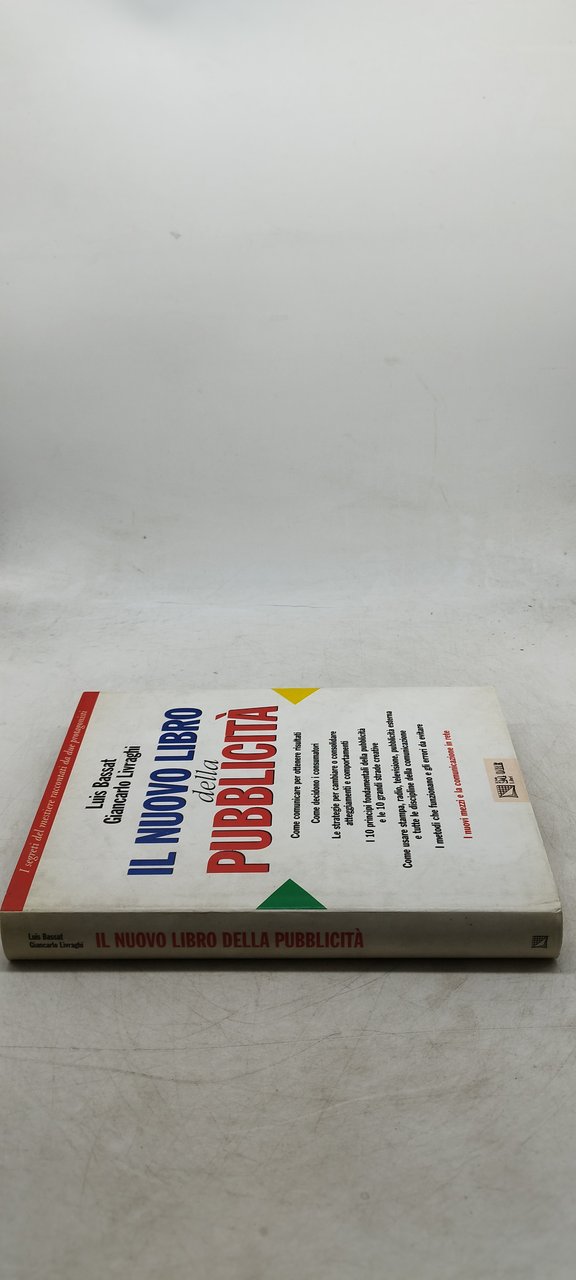 I segreti del mestiere raccontati da due protagonisti
Luis Bassat
Giancarlo Livraghi
IL NUOVO LIBRO
della
PUBBLICITÀ
Come comunicare per ottenere risultati
Come decidono i consumatori
Le strategie per cambiare o consolidare
atteggiamenti e comportamenti
I 10 principi fondamentali della pubblicità
e le 10 grandi strade creative
Come usare stampa, radio, televisione, pubblicità esterna
e tutte le discipline della comunicazione
I metodi che funzionano e gli errori da evitare
I nuovi mezzi e la comunicazione in rete
Luis Bassat
Giancarlo Livraghi
IL NUOVO LIBRO DELLA PUBBLICITÀ